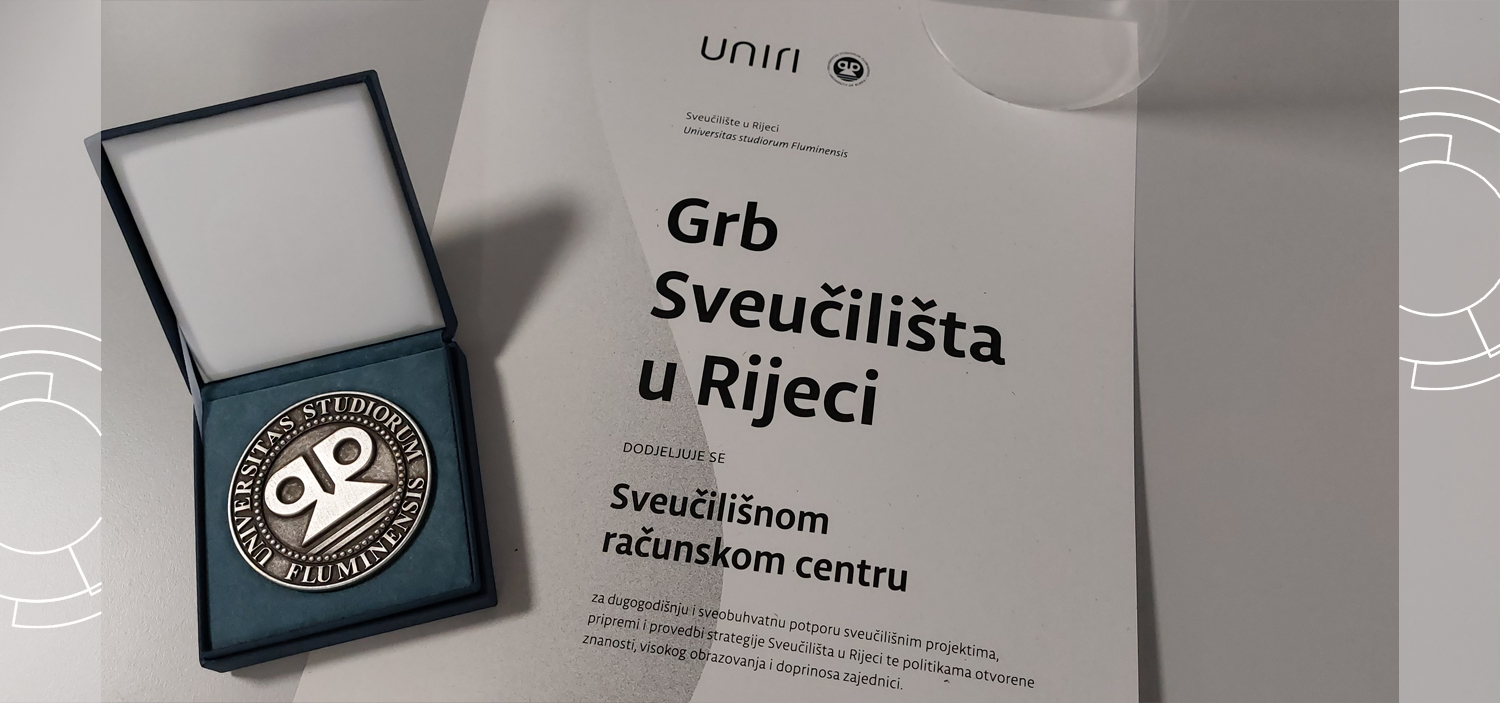 UNIVERSITAS STUDIORUM
FLUMINENSIS
uniri
Sveučilište u Rijeci
Universitas studiorum Fluminensis
Grb
Sveučilišta
u Rijeci
DODJELJUJE SE
Sveučilišnom
računskom centru
za dugogodišnju i sveobuhvatnu potporu sveučilišnim projektima,
pripremi i provedbi strategije Sveučilišta u Rijeci te politikama otvorene
znanosti, visokog obrazovanja i doprinosa zajednici.